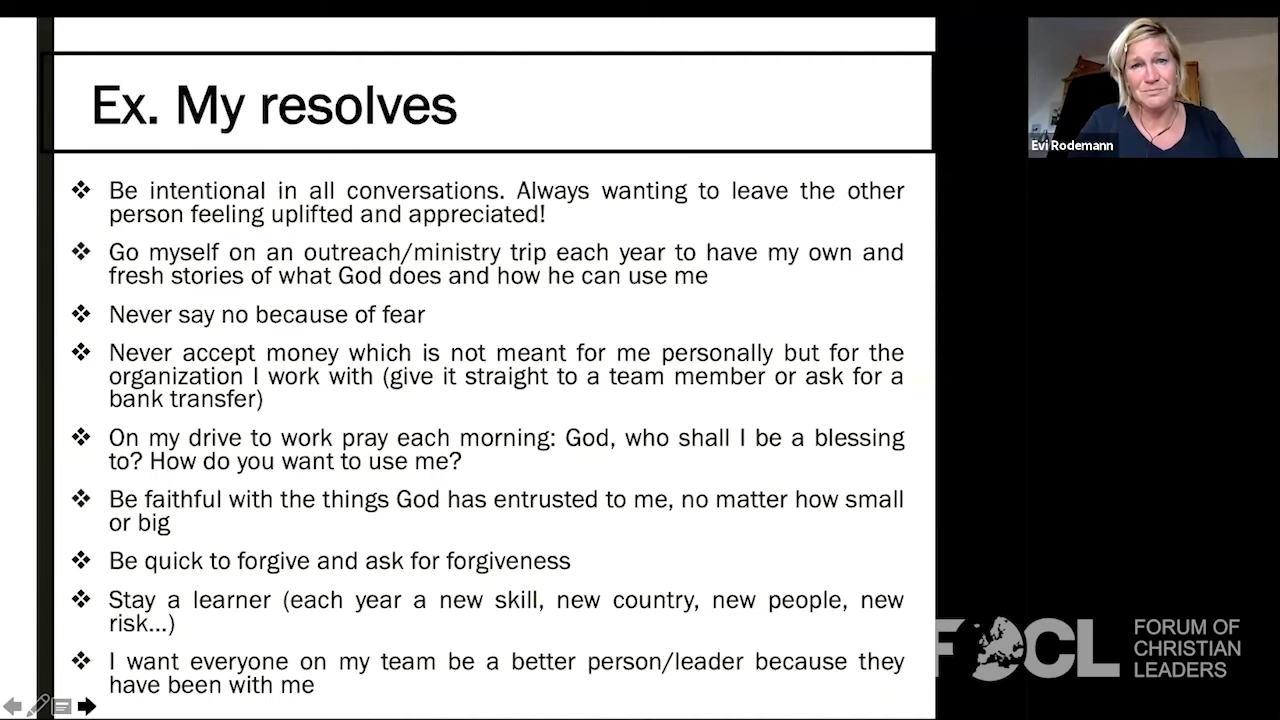 Ex. My resolves
Be intentional in all conversations. Always wanting to leave the other
person feeling uplifted and appreciated!
Go myself on an outreach/ministry trip each year to have my own and
fresh stories of what God does and how he can use me
Never say no because of fear
Never accept money which is not meant for me personally but for the
organization I work with (give it straight to a team member or ask for a
bank transfer)
On my drive to work pray each morning: God, who shall I be a blessing
to? How do you want to use me?
Be faithful with the things God has entrusted to me, no matter how small
or big
Be quick to forgive and ask for forgiveness
Stay a learner (each year a new skill, new country, new people, new
risk...)
I want everyone on my team be a better person/leader because they
have been with me
Evi Rodemann
FOCL
FORUM OF
CHRISTIAN
LEADERS